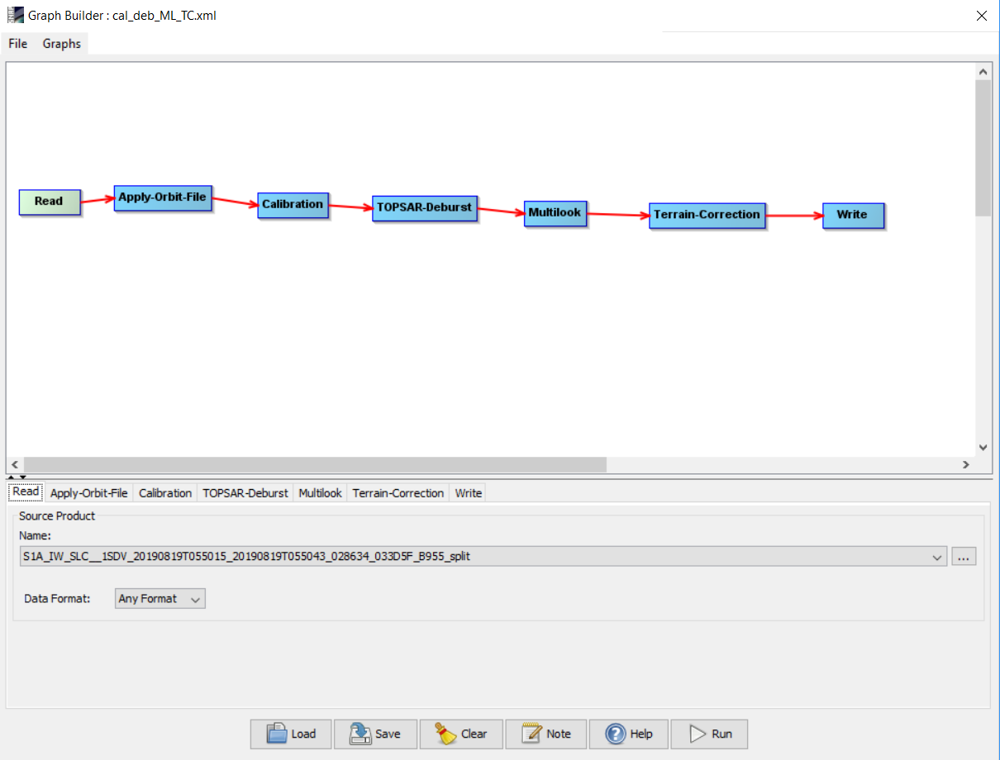 Graph Builder : cal_deb_ML_TC.xml
File Graphs
Read Apply-Orbit-File Calibration TOPSAR-Deburst Multilook Terrain-Correction Write
Read Apply-Orbit-File Calibration TOPSAR-Deburst Multilook Terrain-Correction Write
Source Product
Name:
S1A_IW_SLC__1SDV_20190819T055015_20190819T055043_028634_033D5F_B955_split
...
Data Format: Any Format
Load Save Clear Note Help Run